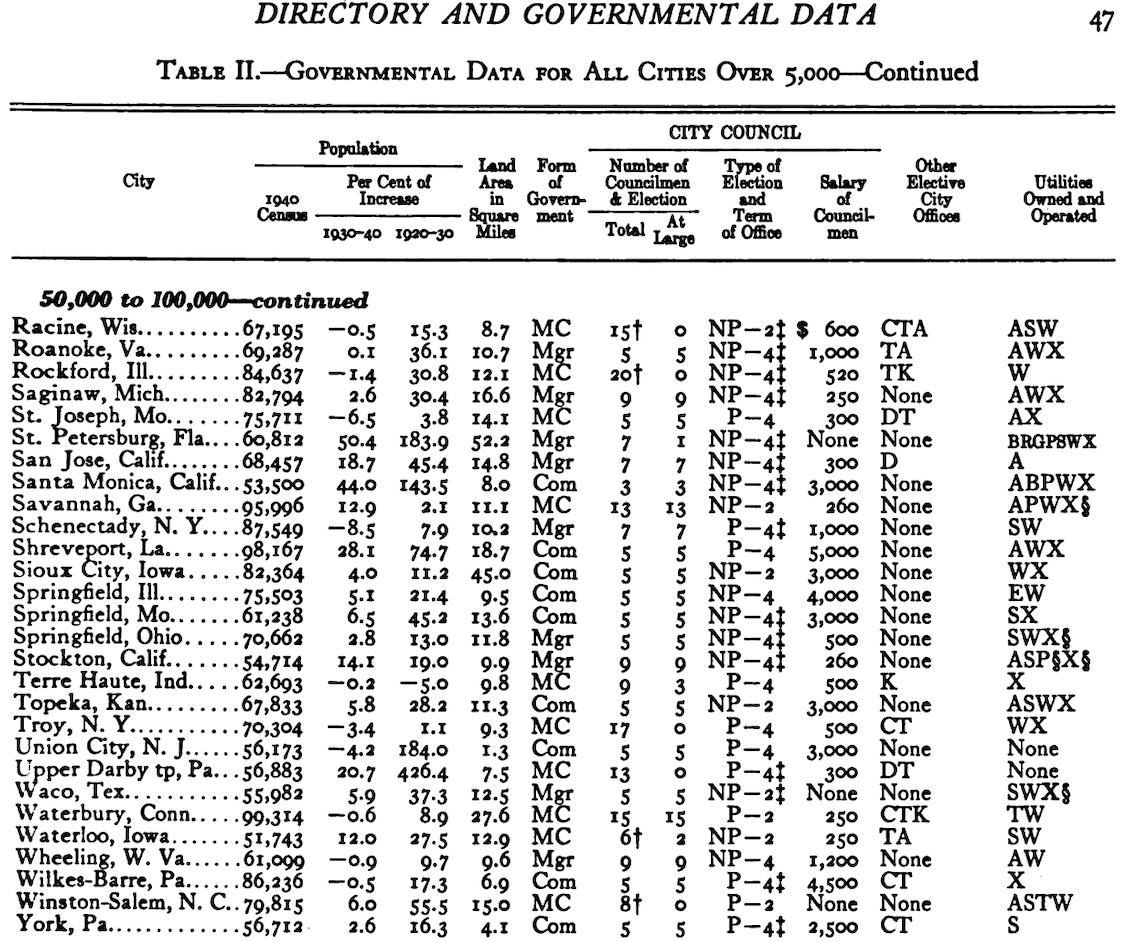 DIRECTORY AND GOVERNMENTAL DATA 47
TABLE II.—GOVERNMENTAL DATA FOR ALL CITIES OVER 5,000—Continued
CITY COUNCIL
Population
City
1940 Census
Per Cent of Increase
1930-40 1920-30
Land Area in Square Miles
Form of Government
Number of Councilmen & Election
Total At Large
Type of Election and Term of Office
Salary of Councilmen
Other Elective City Offices
Utilities Owned and Operated
50,000 to 100,000—continued
Racine, Wis..........67,195 −0.5 15.3 8.7 MC 15† 0 NP−2‡ $ 600 CTA ASW
Roanoke, Va.........69,287 0.1 36.1 10.7 Mgr 5 5 NP−4‡ 1,000 TA AWX
Rockford, Ill.........84,637 −1.4 30.8 12.1 MC 20† 0 NP−4‡ 520 TK W
Saginaw, Mich.......82,794 2.6 30.4 16.6 Mgr 9 9 NP−4‡ 250 None AWX
St. Joseph, Mo.......75,711 −6.5 3.8 14.1 MC 5 5 P−4 300 DT AX
St. Petersburg, Fla....60,812 50.4 183.9 52.2 Mgr 7 1 NP−4‡ None None BRGPSWX
San Jose, Calif........68,457 18.7 45.4 14.8 Mgr 7 7 NP−4‡ 300 D A
Santa Monica, Calif...53,500 44.0 143.5 8.0 Com 3 3 NP−4‡ 3,000 None ABPWX
Savannah, Ga........95,996 12.9 2.1 11.1 MC 13 13 NP−2 260 None APWX§
Schenectady, N. Y....87,549 −8.5 7.9 10.2 Mgr 7 7 P−4‡ 1,000 None SW
Shreveport, La.......98,167 28.1 74.7 18.7 Com 5 5 P−4 5,000 None AWX
Sioux City, Iowa.....82,364 4.0 11.2 45.0 Com 5 5 NP−2 3,000 None WX
Springfield, Ill........75,503 5.1 21.4 9.5 Com 5 5 NP−4 4,000 None EW
Springfield, Mo.......61,238 6.5 45.2 13.6 Com 5 5 NP−4‡ 3,000 None SX
Springfield, Ohio.....70,662 2.8 13.0 11.8 Mgr 5 5 NP−4‡ 500 None SWX§
Stockton, Calif.......54,714 14.1 19.0 9.9 Mgr 9 9 NP−4‡ 260 None ASP§X§
Terre Haute, Ind.....62,693 −0.2 −5.0 9.8 MC 9 3 P−4 500 K X
Topeka, Kan.........67,833 5.8 28.2 11.3 Com 5 5 NP−2 3,000 None ASWX
Troy, N. Y...........70,304 −3.4 1.1 9.3 MC 17 0 P−4 500 CT WX
Union City, N. J......56,173 −4.2 184.0 1.3 Com 5 5 P−4 3,000 None None
Upper Darby tp, Pa...56,883 20.7 426.4 7.5 MC 13 0 P−4‡ 300 DT None
Waco, Tex...........55,982 5.9 37.3 12.5 Mgr 5 5 NP−2‡ None None SWX§
Waterbury, Conn.....99,314 −0.6 8.9 27.6 MC 15 15 P−2 250 CTK TW
Waterloo, Iowa.......51,743 12.0 27.5 12.9 MC 6† 2 NP−2 250 TA SW
Wheeling, W. Va......61,099 −0.9 9.7 9.6 Mgr 9 9 NP−4 1,200 None AW
Wilkes-Barre, Pa......86,236 −0.5 17.3 6.9 Com 5 5 P−4‡ 4,500 CT X
Winston-Salem, N. C..79,815 6.0 55.5 15.0 MC 8† 0 P−2 None None ASTW
York, Pa............56,712 2.6 16.3 4.1 Com 5 5 P−4‡ 2,500 CT S